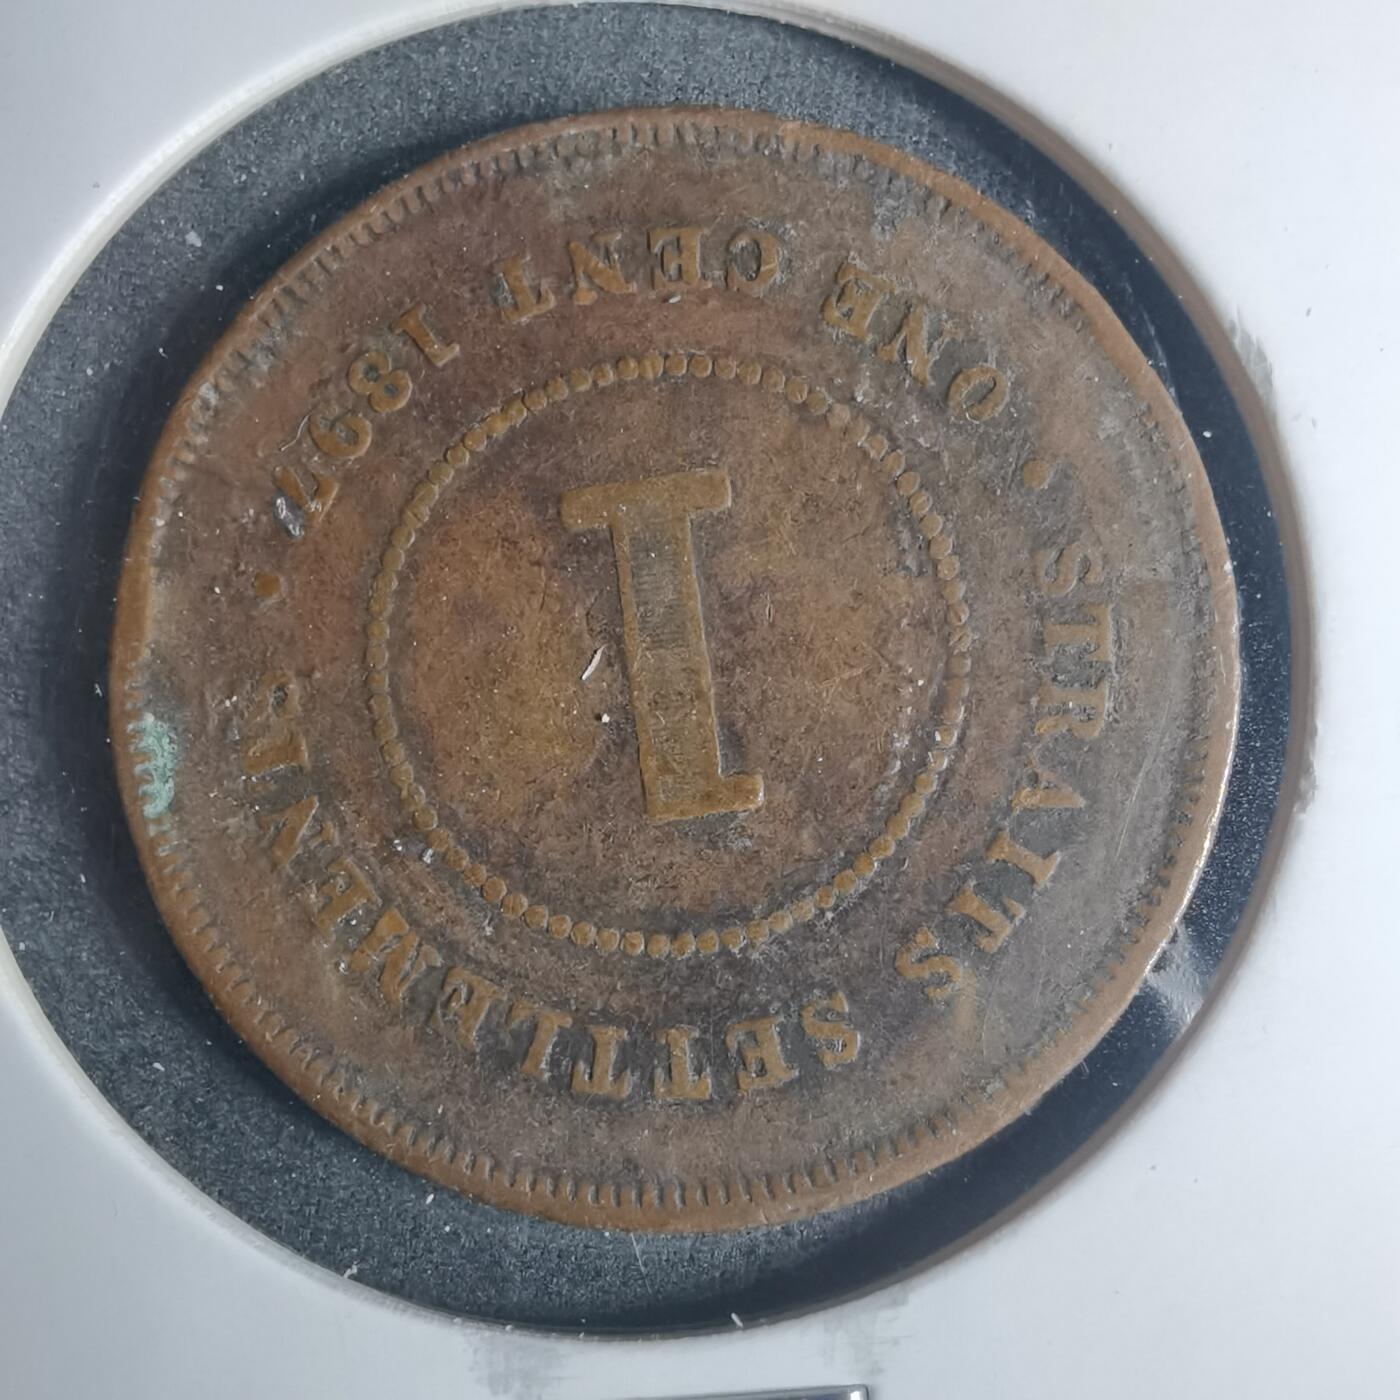 STRAITS SETTLEMENTS
• ONE CENT 1897 •
1